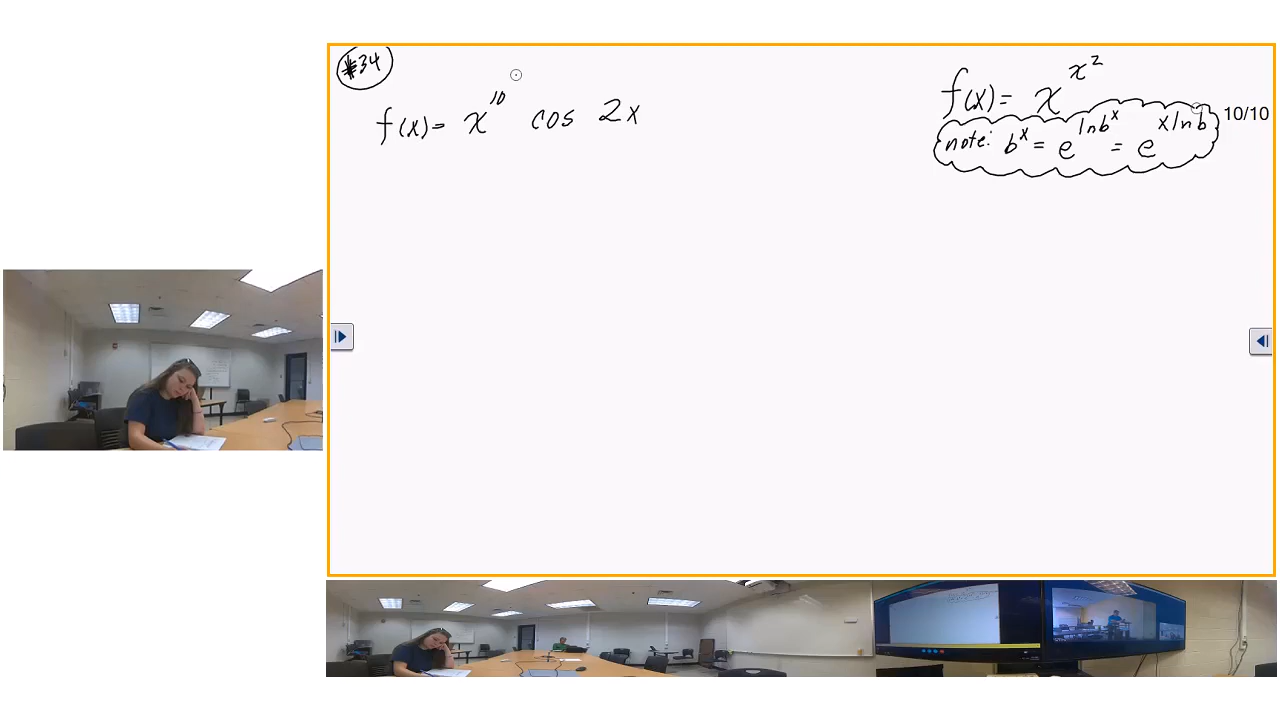 #34
f(x) = x^10 cos 2x
f(x) = x^x^2
note: b^x = e^ln b^x = e^x ln b
10/10